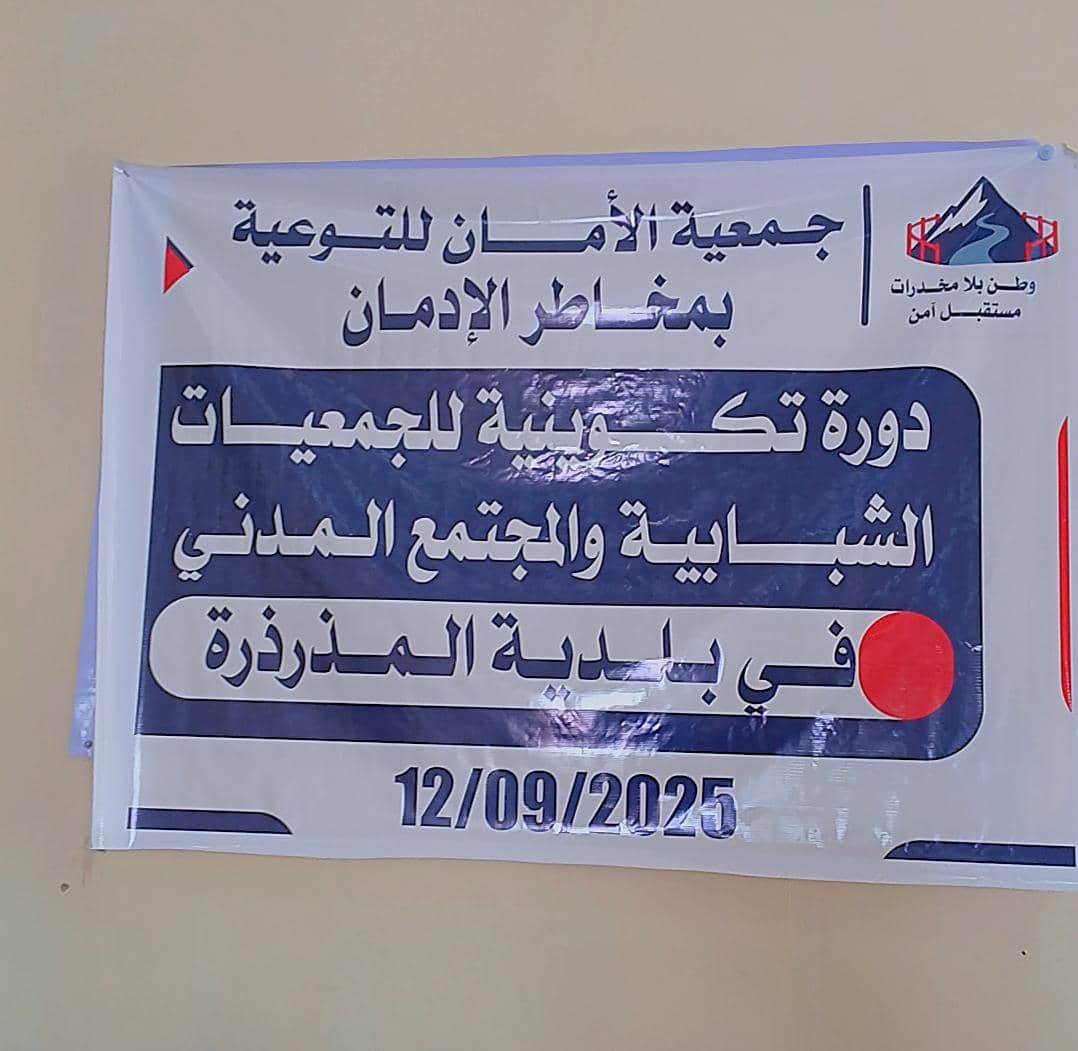 جمعية الأمان للتوعية
بمخاطر الإدمان
وطن بلا مخدرات
مستقبل آمن
دورة تكوينية للجمعيات
الشبابية والمجتمع المدني
في بلدية المذرذرة
12/09/2025